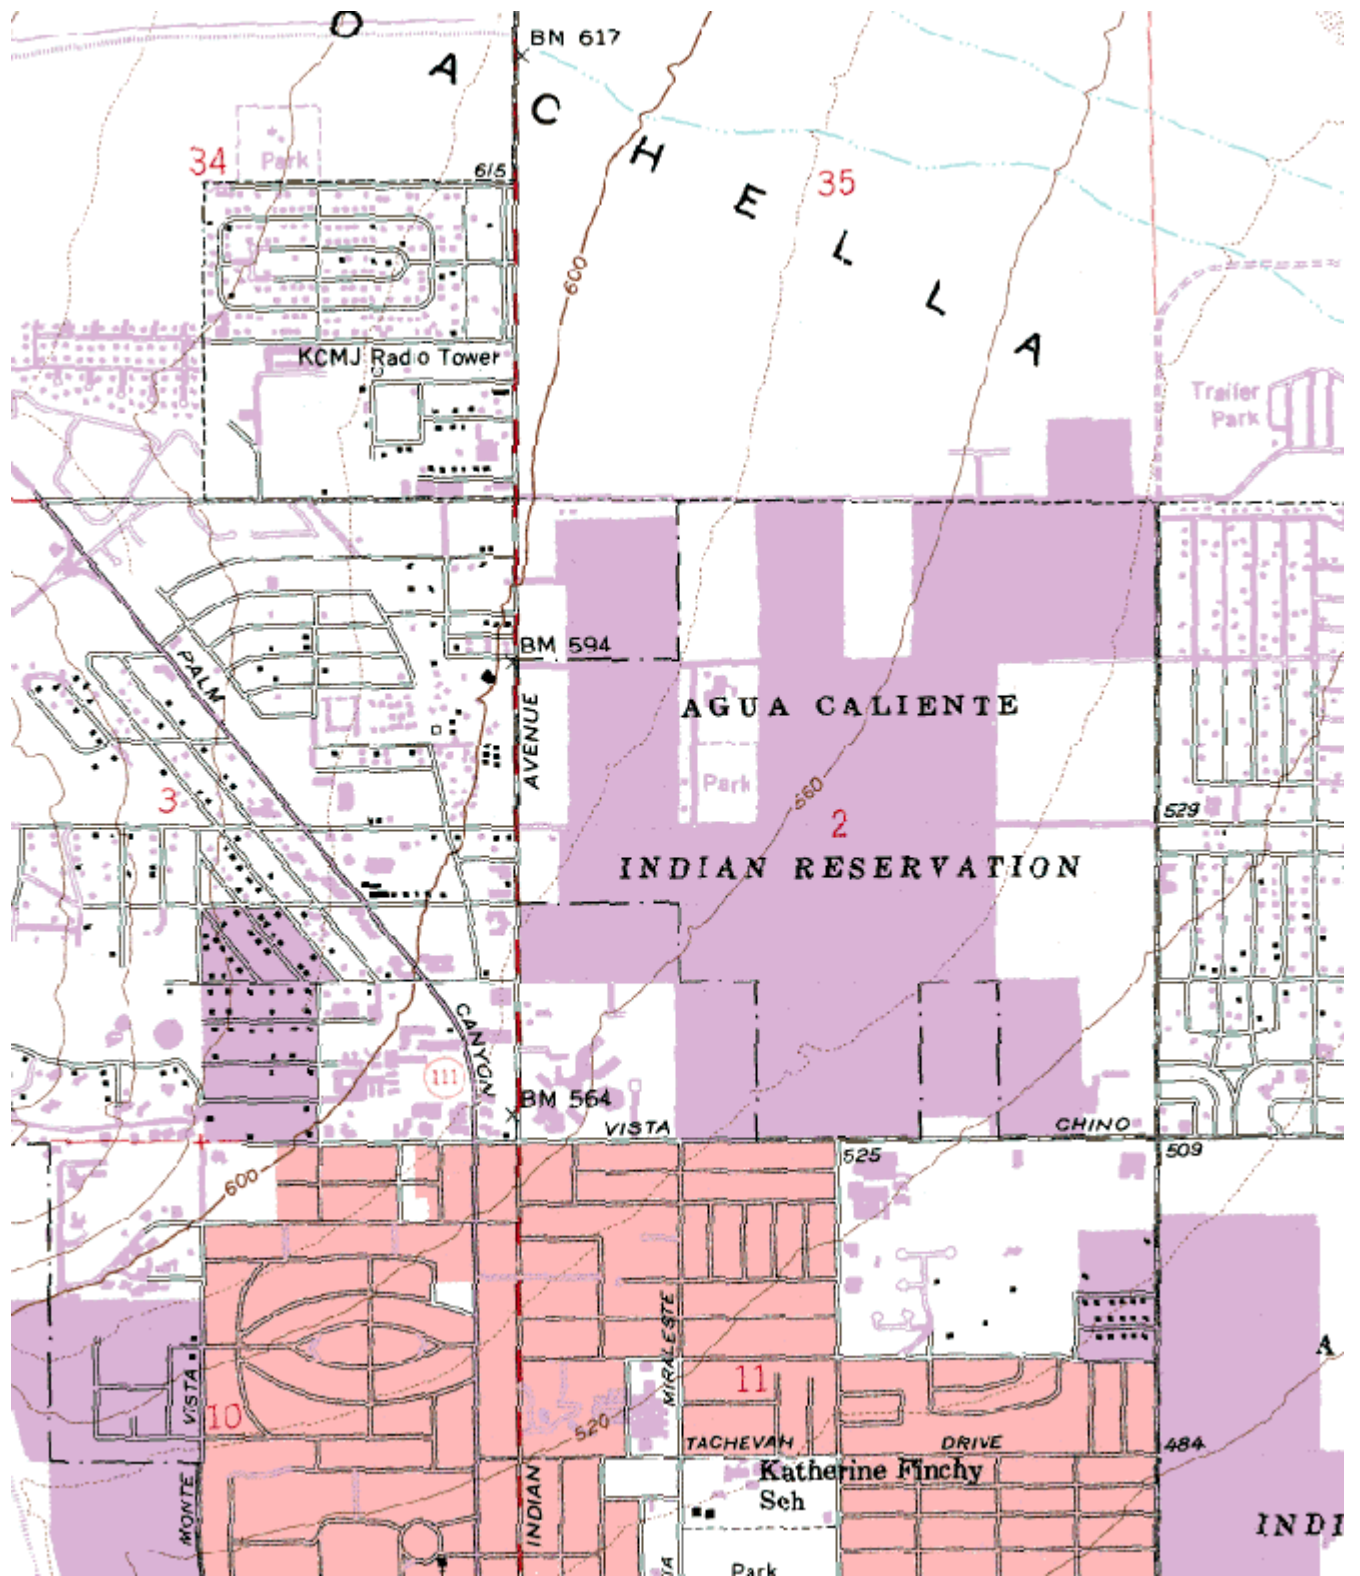 O
A
C
H
E
L
L
A
BM 617
34
Park
615
35
600
KCMJ Radio Tower
Trailer
Park
BM 594
PALM
AVENUE
AGUA CALIENTE
Park
3
560
2
529
INDIAN RESERVATION
CANYON
111
BM 564
VISTA
CHINO
525
509
600
MIRALESTE
A
11
VISTA
10
520
TACHEVAH
DRIVE
484
Katherine Finchy
Sch
MONTE
INDIAN
INDI
Park